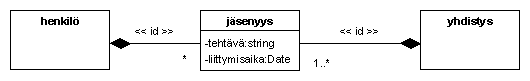 henkilö
<< id >>
*
jäsenyys
-tehtävä:string
-liittymisaika:Date
<< id >>
1..*
yhdistys